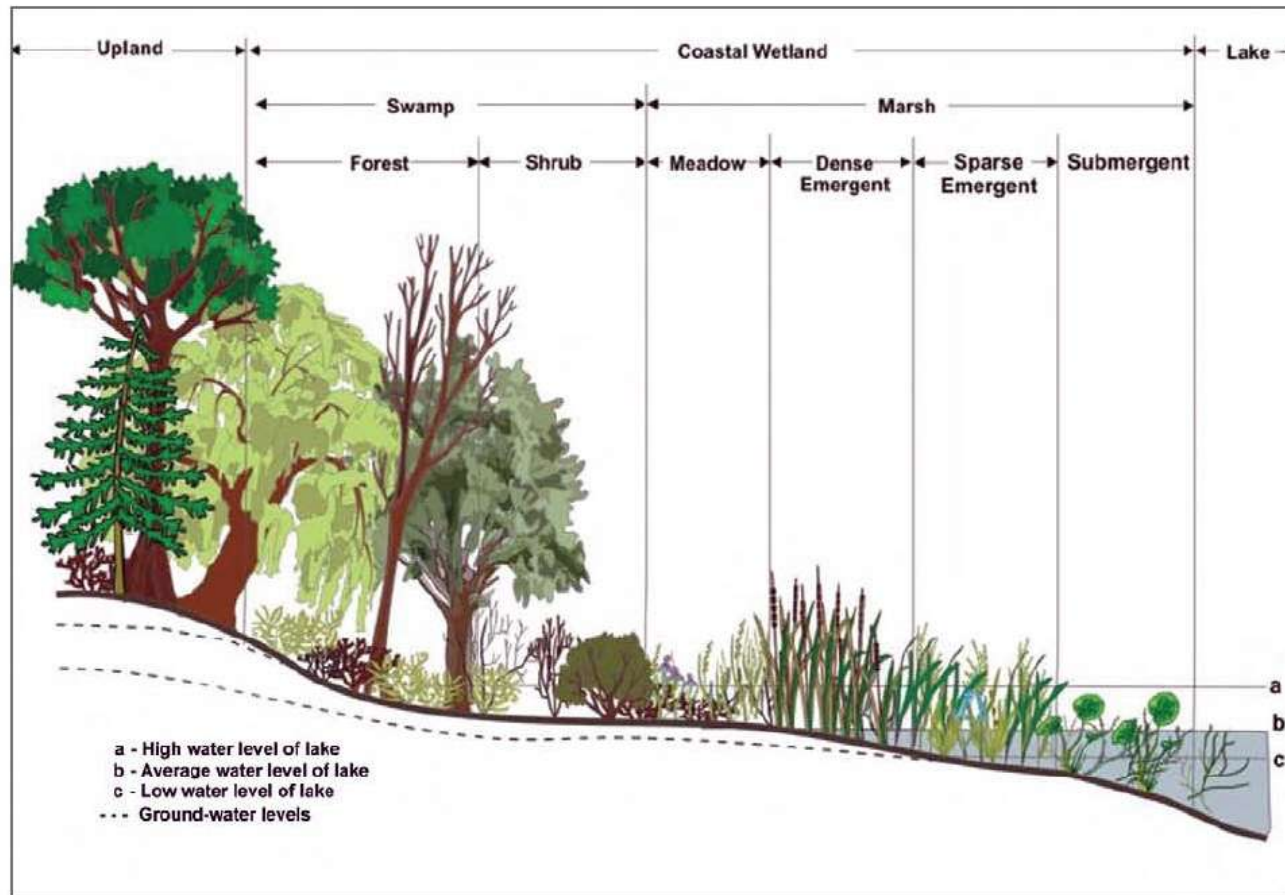 Upland
Coastal Wetland
Lake
Swamp
Marsh
Forest
Shrub
Meadow
Dense
Emergent
Sparse
Emergent
Submergent
a
b
c
a - High water level of lake
b - Average water level of lake
c - Low water level of lake
--- Ground-water levels